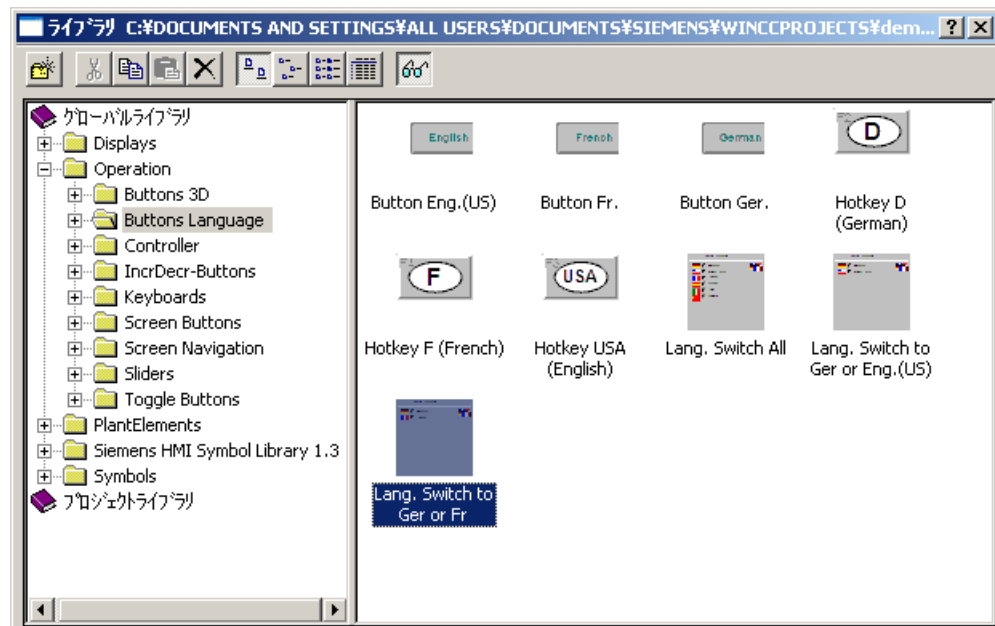 ライブラリ C:¥DOCUMENTS AND SETTINGS¥ALL USERS¥DOCUMENTS¥SIEMENS¥WINCCPROJECTS¥dem...
グローバルライブラリ
Displays
Operation
Buttons 3D
Buttons Language
Controller
IncrDecr-Buttons
Keyboards
Screen Buttons
Screen Navigation
Sliders
Toggle Buttons
PlantElements
Siemens HMI Symbol Library 1.3
Symbols
プロジェクトライブラリ
English
French
German
D
Button Eng.(US)
Button Fr.
Button Ger.
Hotkey D
(German)
F
USA
Hotkey F (French)
Hotkey USA
(English)
Lang. Switch All
Lang. Switch to
Ger or Eng.(US)
Lang. Switch to
Ger or Fr